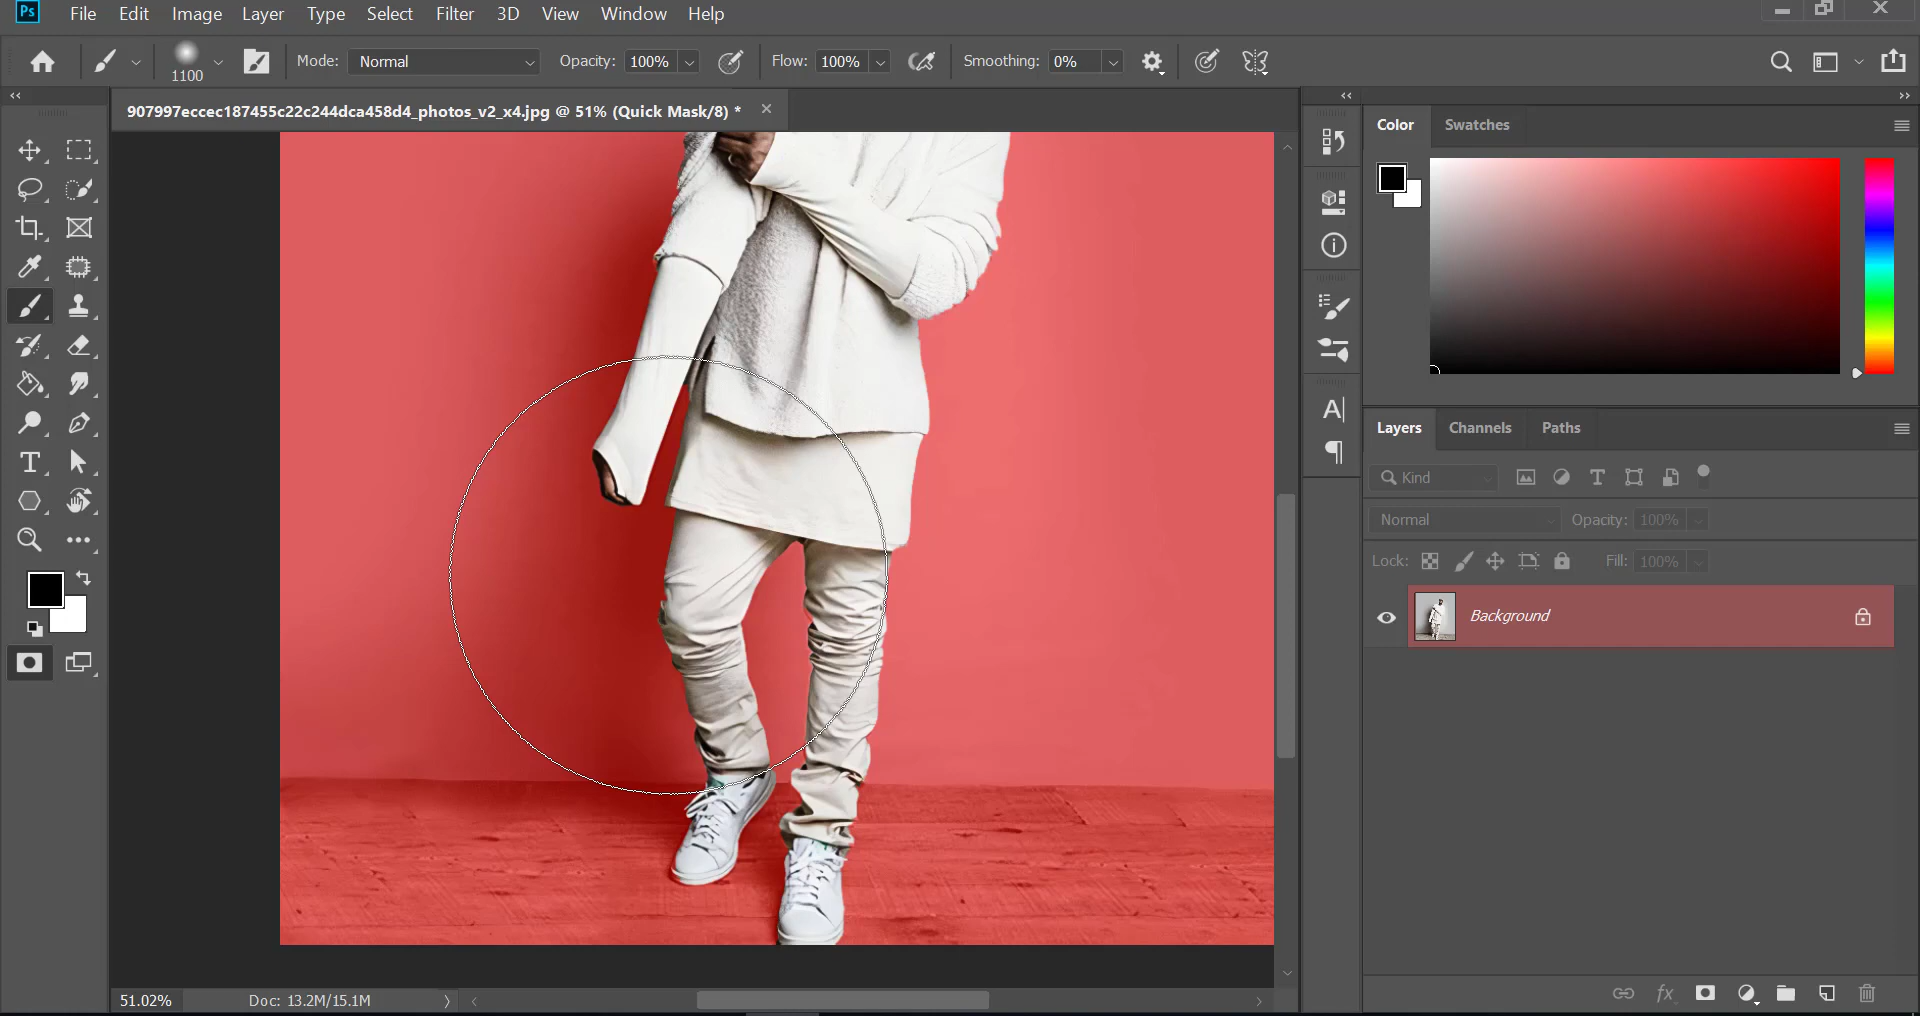 Ps File Edit Image Layer Type Select Filter 3D View Window Help
1100 Mode: Normal Opacity: 100% Flow: 100% Smoothing: 0%
907997eccec187455c22c244dca458d4_photos_v2_x4.jpg @ 51% (Quick Mask/8) *
Color Swatches
Layers Channels Paths
Kind
Normal Opacity: 100%
Lock: Fill: 100%
Background
51.02% Doc: 13.2M/15.1M
fx